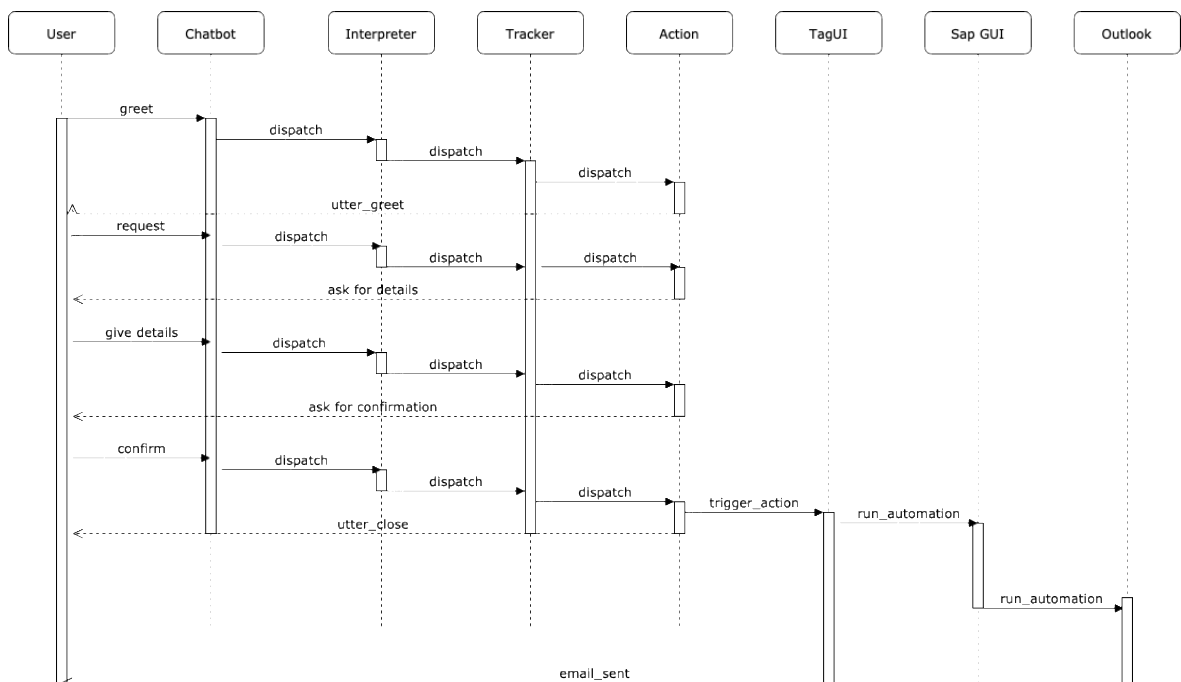 User Chatbot Interpreter Tracker Action TagUI Sap GUI Outlook
greet
dispatch
dispatch
dispatch
utter_greet
request
dispatch
dispatch dispatch
ask for details
give details
dispatch
dispatch
dispatch
ask for confirmation
confirm
dispatch
dispatch
dispatch
trigger_action
run_automation
utter_close
run_automation
email_sent